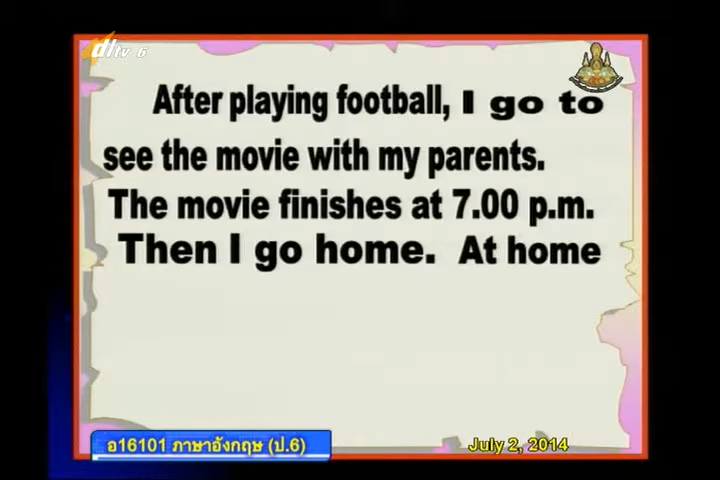 dltv 6
After playing football, I go to
see the movie with my parents.
The movie finishes at 7.00 p.m.
Then I go home. At home
อ16101 ภาษาอังกฤษ (ป.6)
July 2, 2014